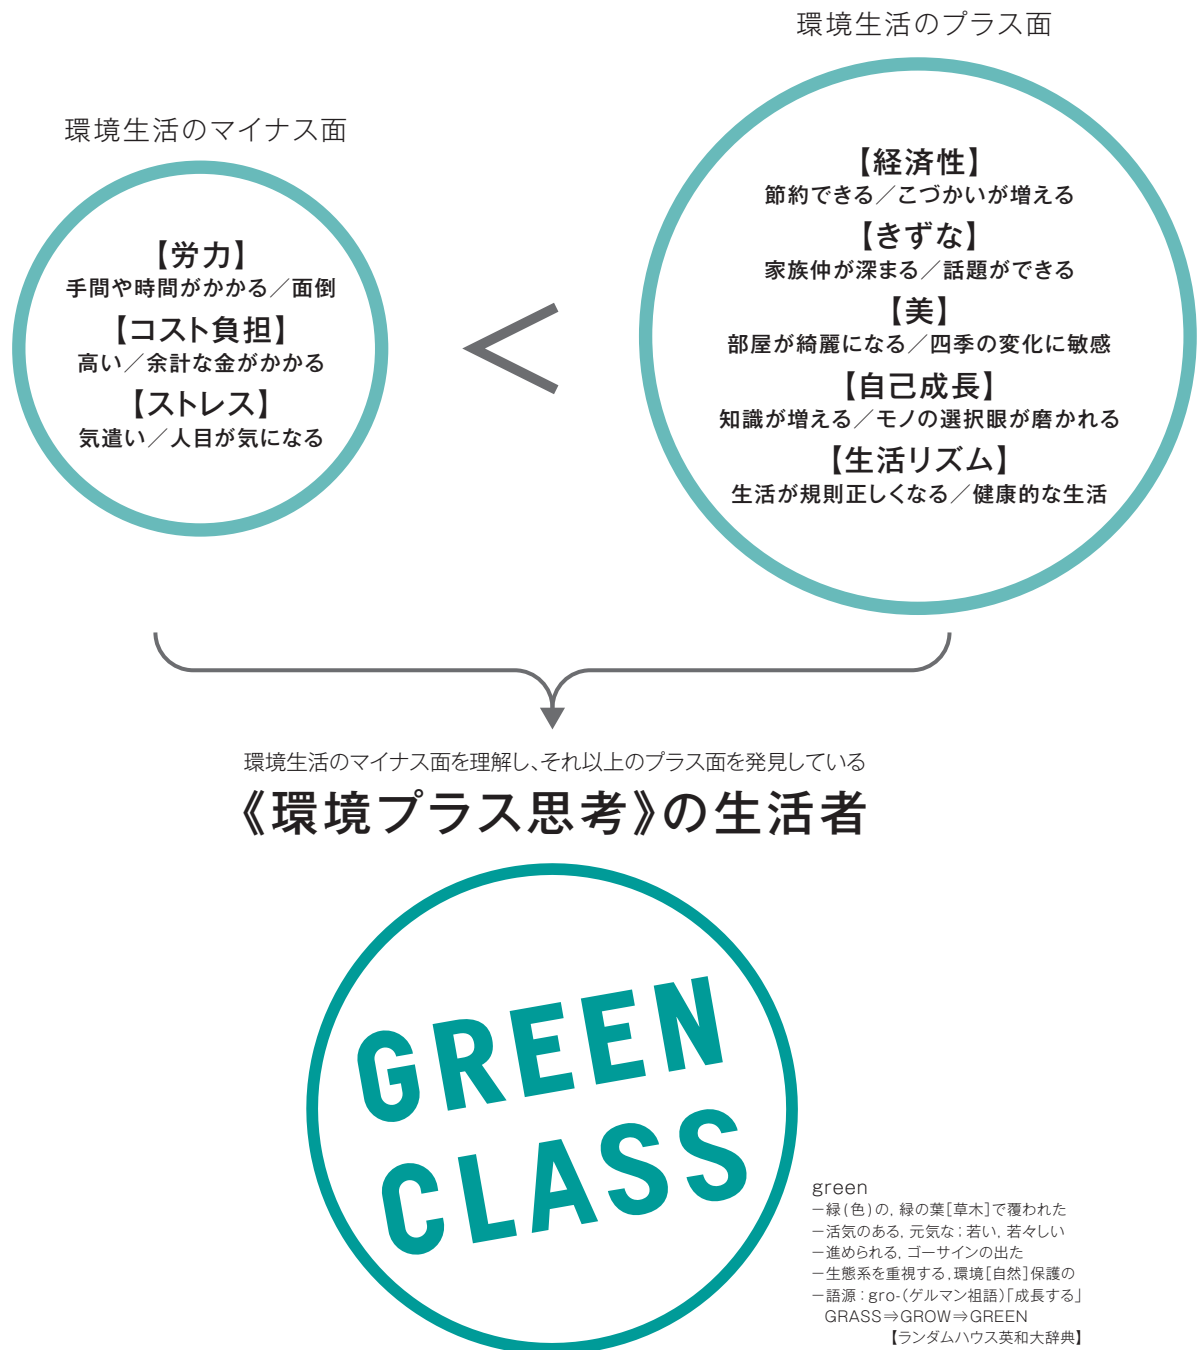 環境生活のプラス面
環境生活のマイナス面
【労力】
手間や時間がかかる／面倒
【コスト負担】
高い／余計な金がかかる
【ストレス】
気遣い／人目が気になる
＜
【経済性】
節約できる／こづかいが増える
【きずな】
家族仲が深まる／話題ができる
【美】
部屋が綺麗になる／四季の変化に敏感
【自己成長】
知識が増える／モノの選択眼が磨かれる
【生活リズム】
生活が規則正しくなる／健康的な生活
環境生活のマイナス面を理解し、それ以上のプラス面を発見している
《環境プラス思考》の生活者
GREEN
CLASS
green
－緑(色)の, 緑の葉[草木]で覆われた
－活気のある, 元気な；若い, 若々しい
－進められる, ゴーサインの出た
－生態系を重視する,環境[自然]保護の
－語源：gro-(ゲルマン祖語)「成長する」
GRASS⇒GROW⇒GREEN
【ランダムハウス英和大辞典】